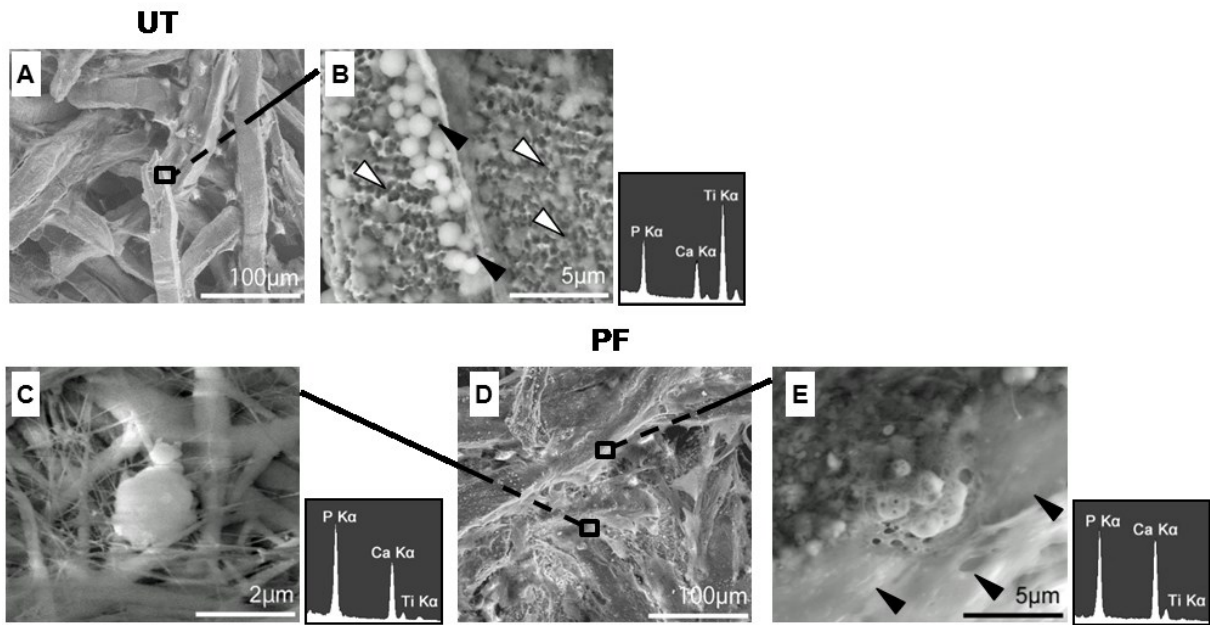 UT
A
B
100µm
5µm
P Kα
Ca Kα
Ti Kα
PF
C
D
E
2µm
P Kα
Ca Kα
Ti Kα
100µm
5µm
P Kα
Ca Kα
Ti Kα